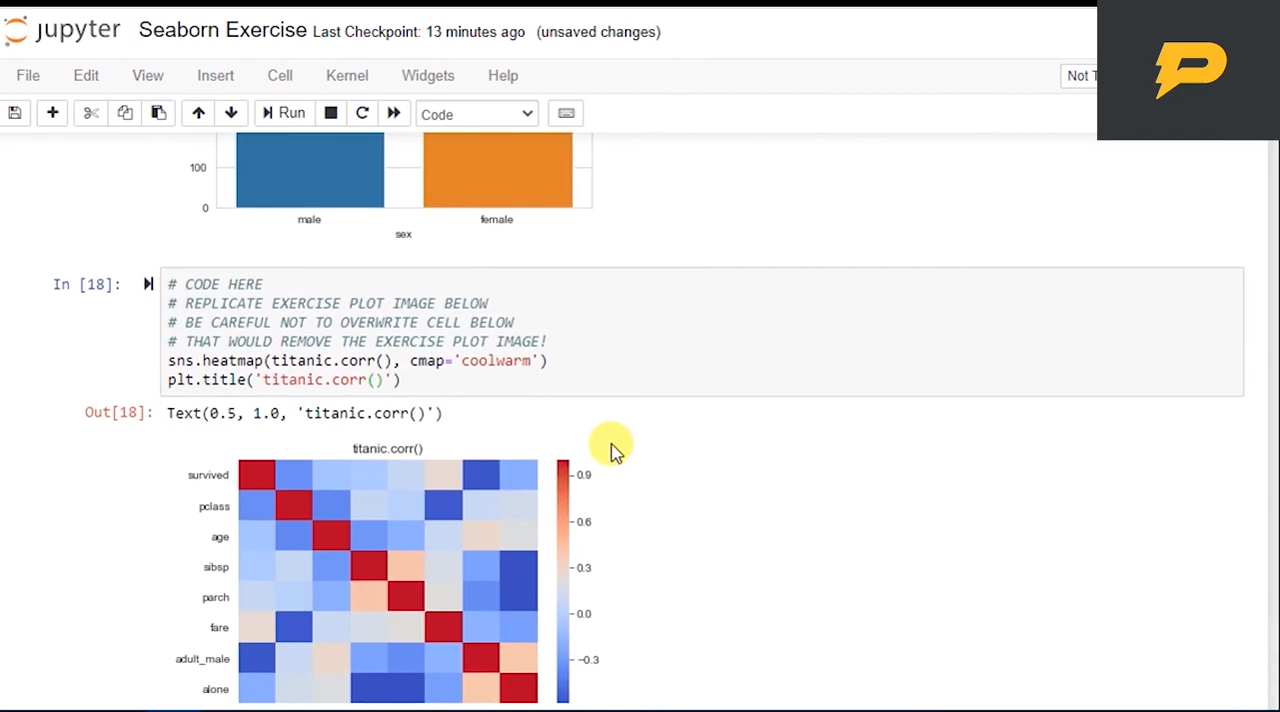 jupyter Seaborn Exercise Last Checkpoint: 13 minutes ago (unsaved changes)
File Edit View Insert Cell Kernel Widgets Help Not T
Run Code
100
0
male female
sex
In [18]: # CODE HERE
# REPLICATE EXERCISE PLOT IMAGE BELOW
# BE CAREFUL NOT TO OVERWRITE CELL BELOW
# THAT WOULD REMOVE THE EXERCISE PLOT IMAGE!
sns.heatmap(titanic.corr(), cmap='coolwarm')
plt.title('titanic.corr()')
Out[18]: Text(0.5, 1.0, 'titanic.corr()')
titanic.corr()
survived
pclass
age
sibsp
parch
fare
adult_male
alone
0.9
0.6
0.3
0.0
−0.3